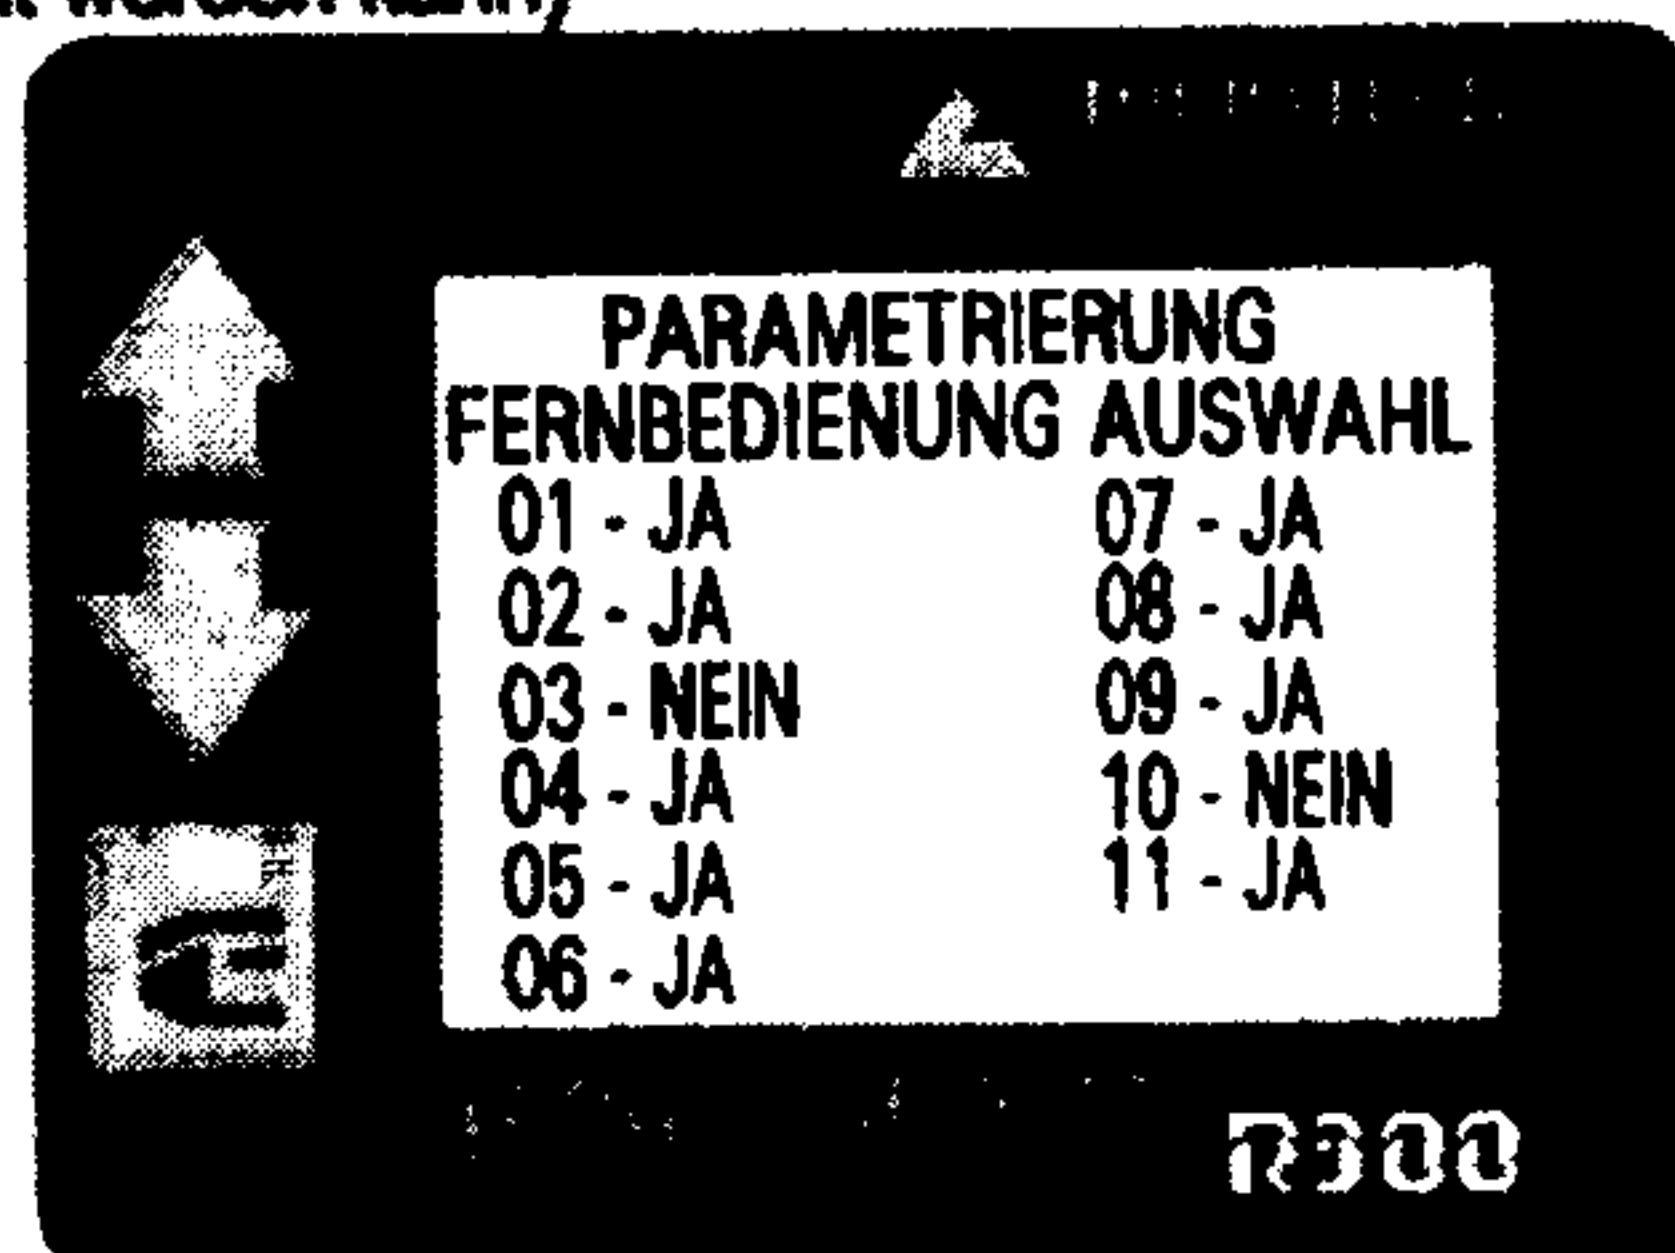 PARAMETRIERUNG
FERNBEDIENUNG AUSWAHL
01 - JA 07 - JA
02 - JA 08 - JA
03 - NEIN 09 - JA
04 - JA 10 - NEIN
05 - JA 11 - JA
06 - JA